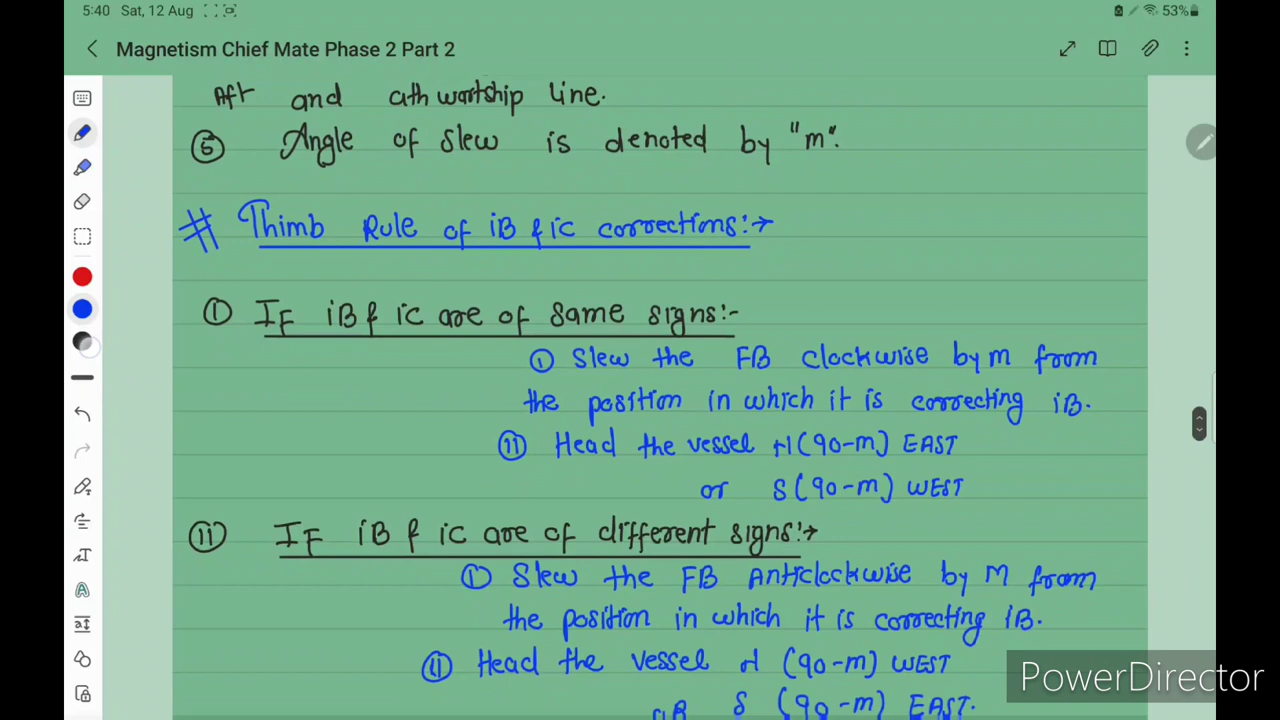 5:40 Sat, 12 Aug
53%
Magnetism Chief Mate Phase 2 Part 2
Aft and athwartship line.
⑥ Angle of slew is denoted by "m".
# Thimb Rule of iB & ic corrections:→
① IF iB & ic are of same signs:-
① Slew the FB clockwise by m from
the position in which it is correcting iB.
⑪ Head the vessel N(90-m) EAST
or S(90-m) WEST
⑪ IF iB & ic are of different signs:→
① Slew the FB Anticlockwise by M from
the position in which it is correcting iB.
⑪ Head the vessel N (90-m) WEST
OR S (90-m) EAST.
PowerDirector